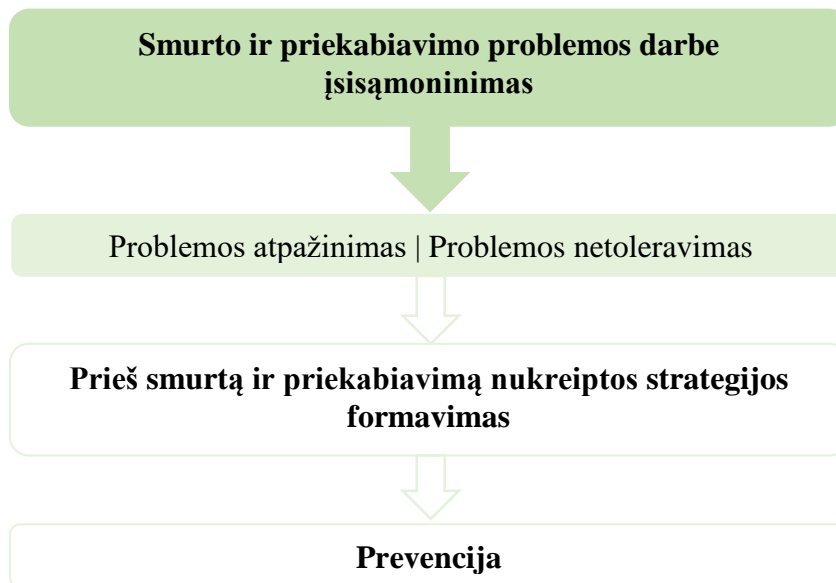 Smurto ir priekabiavimo problemos darbe
įsisąmoninimas
Problemos atpažinimas | Problemos netoleravimas
Prieš smurtą ir priekabiavimą nukreiptos strategijos
formavimas
Prevencija